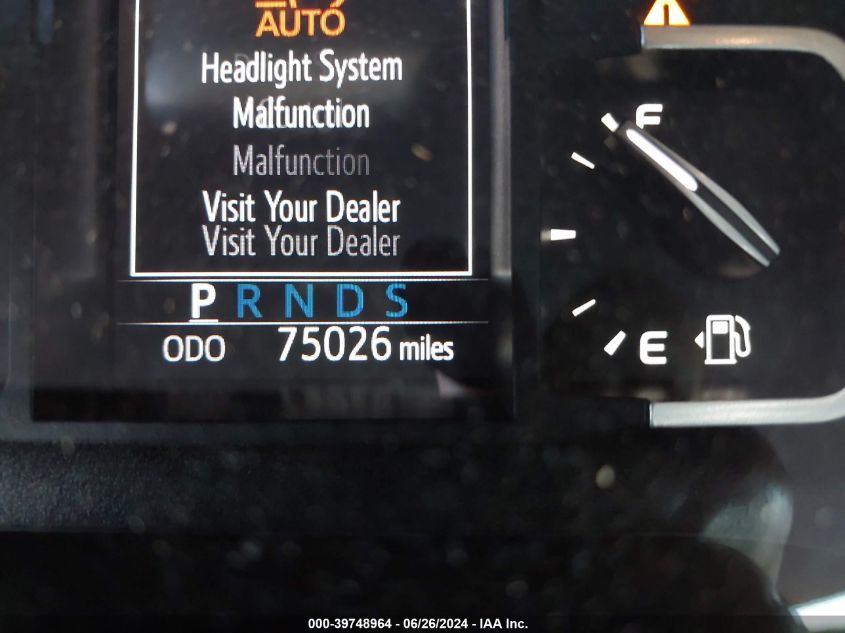 AUTO
Headlight System
Malfunction
Malfunction
Visit Your Dealer
Visit Your Dealer
P R N D S
ODO 75026 miles
F
E
000-39748964 - 06/26/2024 - IAA Inc.